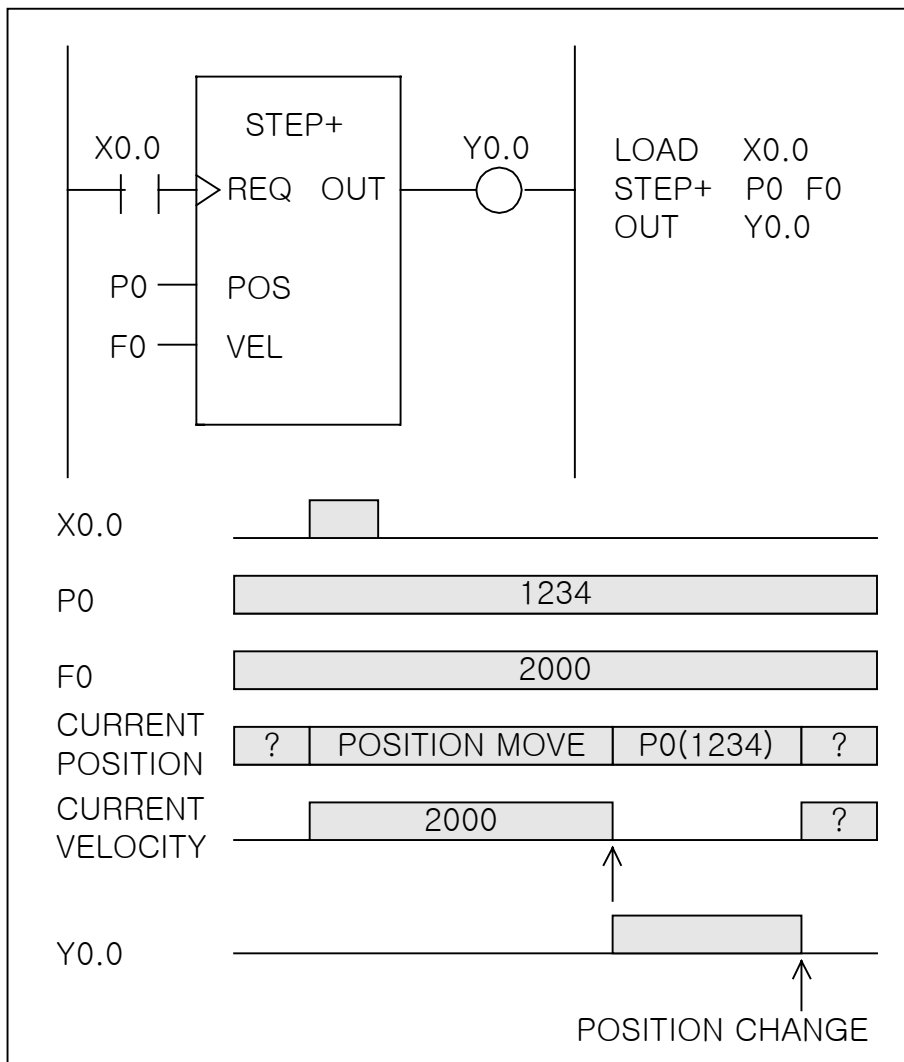 STEP+
X0.0
Y0.0
REQ OUT
P0 POS
F0 VEL
LOAD X0.0
STEP+ P0 F0
OUT Y0.0
X0.0
P0 1234
F0 2000
CURRENT
POSITION
? POSITION MOVE P0(1234) ?
CURRENT
VELOCITY
2000 ?
Y0.0
POSITION CHANGE